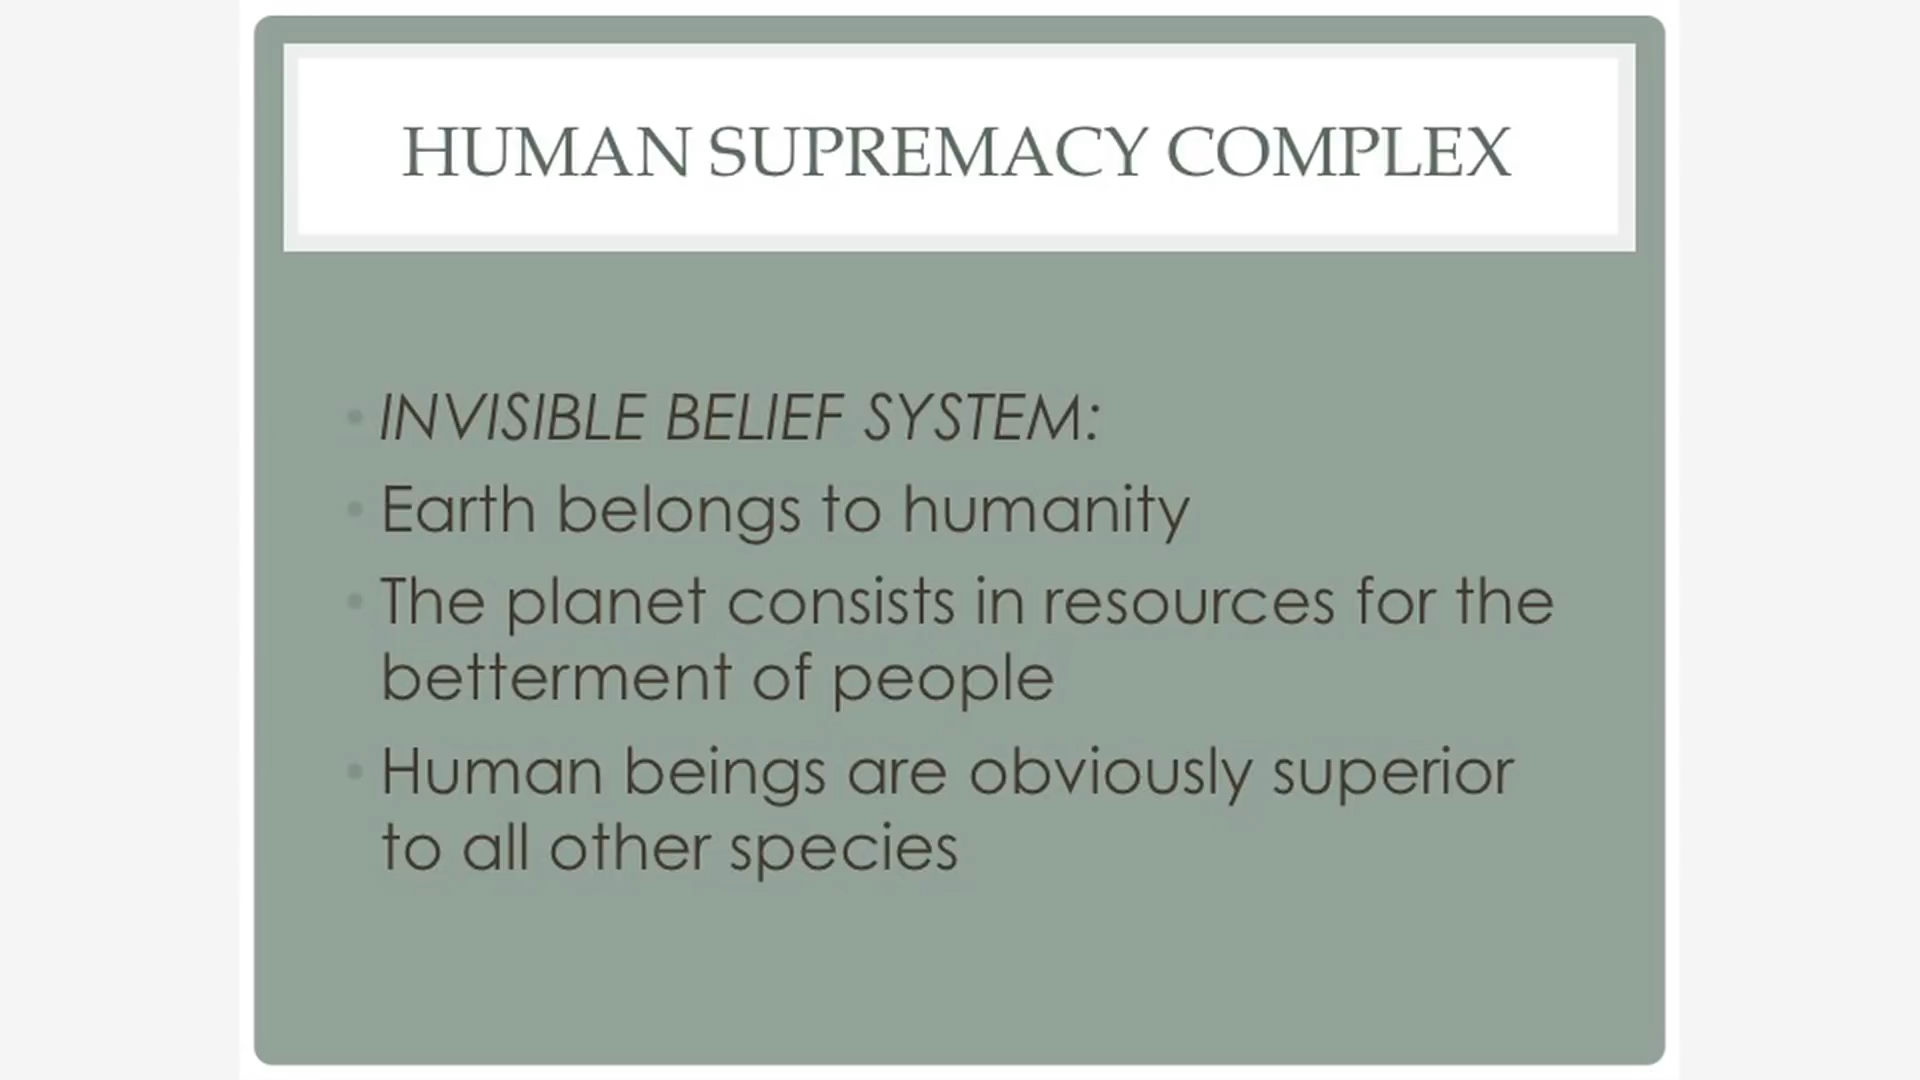 HUMAN SUPREMACY COMPLEX
• INVISIBLE BELIEF SYSTEM:
• Earth belongs to humanity
• The planet consists in resources for the
betterment of people
• Human beings are obviously superior
to all other species